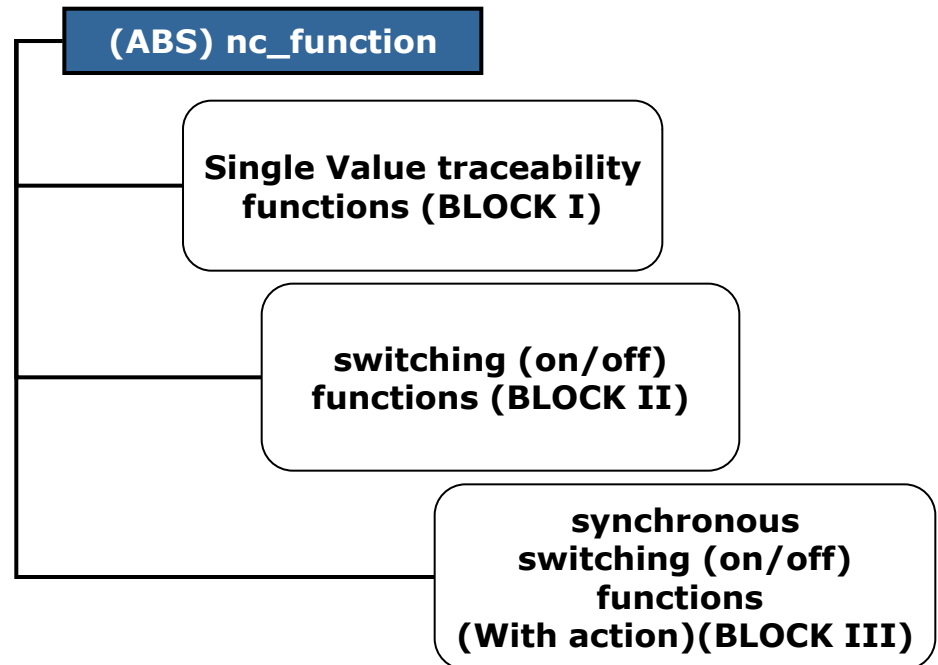 (ABS) nc_function
Single Value traceability
functions (BLOCK I)
switching (on/off)
functions (BLOCK II)
synchronous
switching (on/off)
functions
(With action)(BLOCK III)